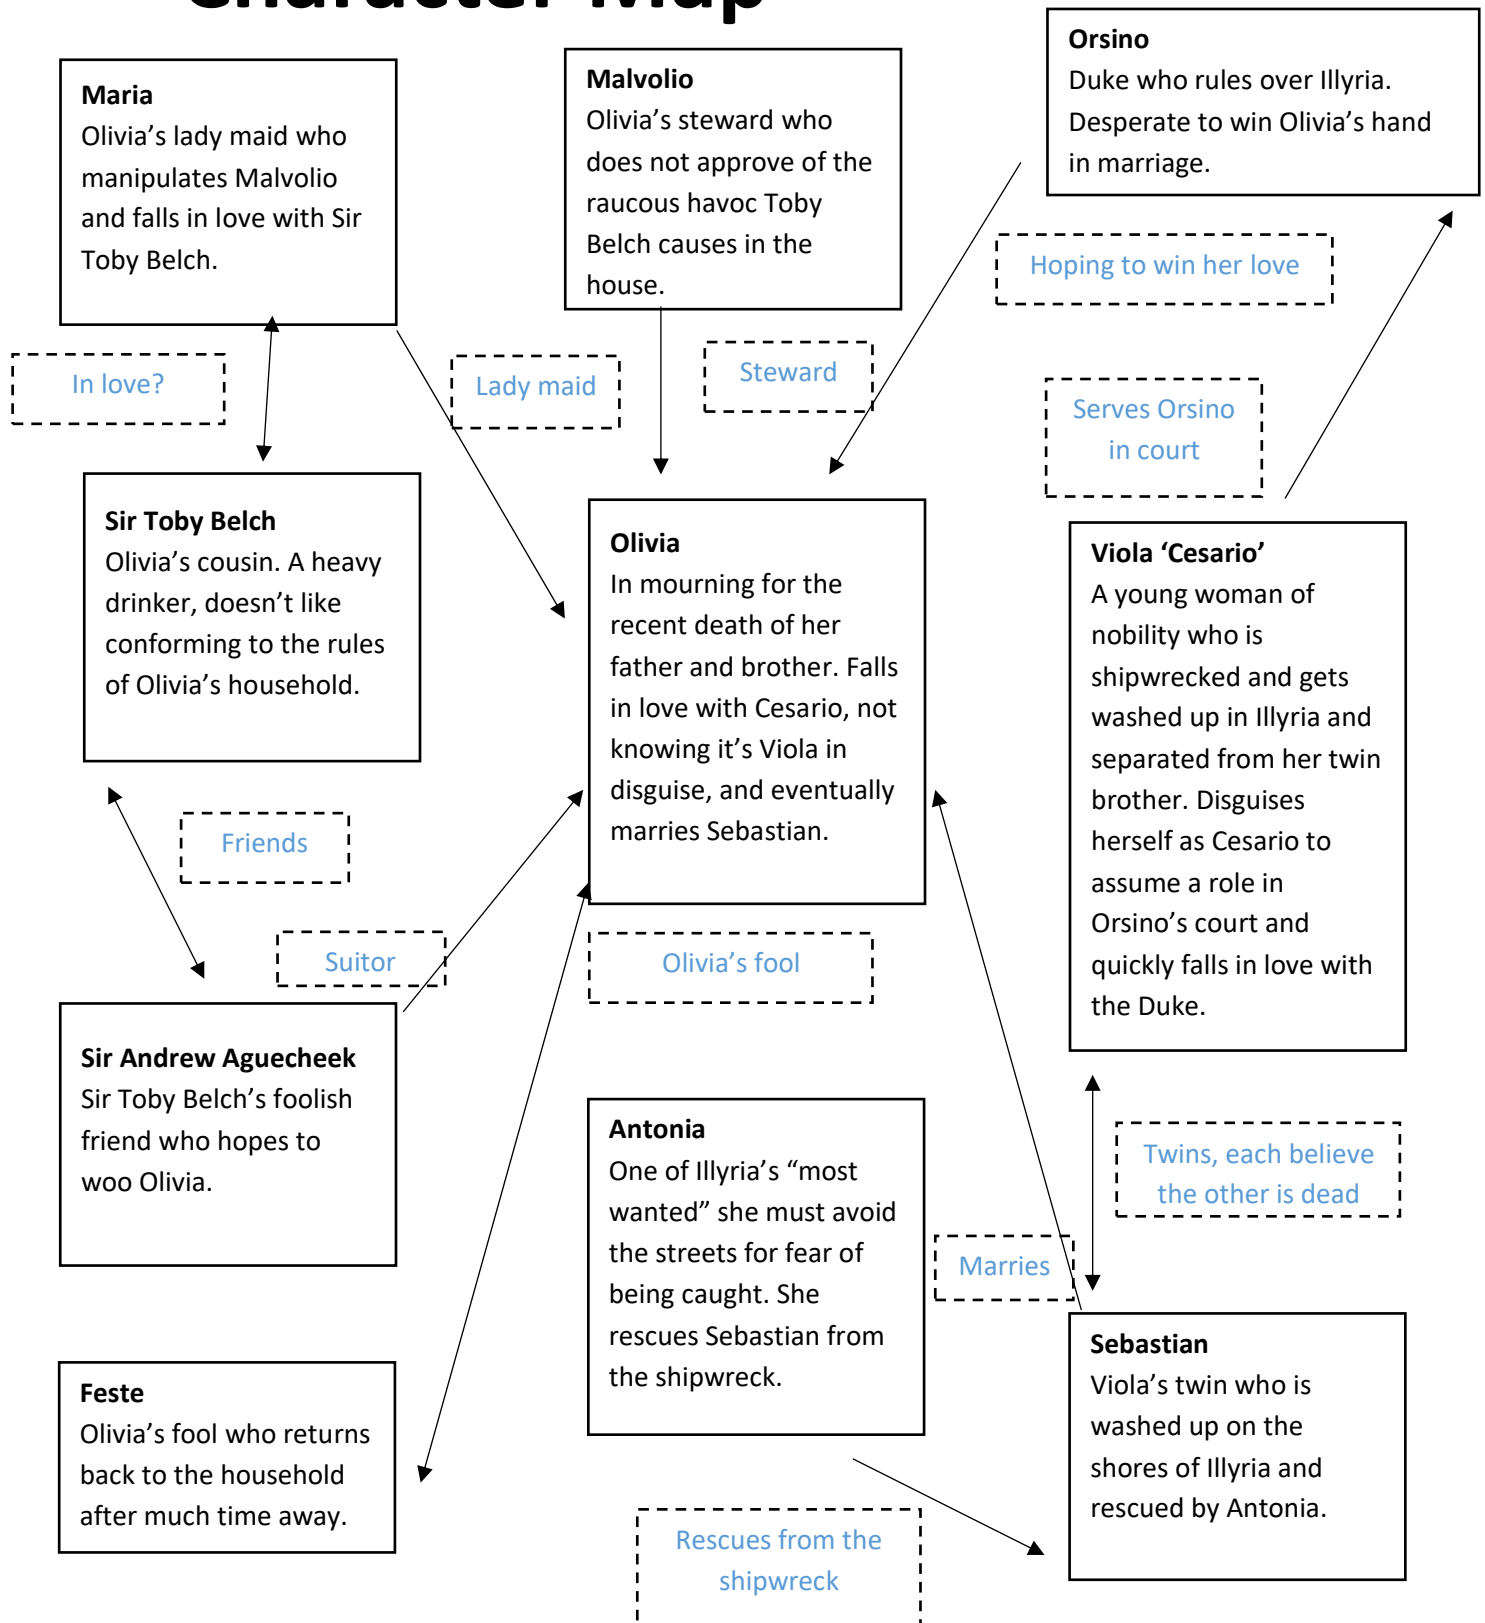 Character Map
Maria
Olivia’s lady maid who
manipulates Malvolio
and falls in love with Sir
Toby Belch.
Malvolio
Olivia’s steward who
does not approve of the
raucous havoc Toby
Belch causes in the
house.
Orsino
Duke who rules over Illyria.
Desperate to win Olivia’s hand
in marriage.
Hoping to win her love
In love?
Lady maid
Steward
Serves Orsino
in court
Sir Toby Belch
Olivia’s cousin. A heavy
drinker, doesn’t like
conforming to the rules
of Olivia’s household.
Olivia
In mourning for the
recent death of her
father and brother. Falls
in love with Cesario, not
knowing it’s Viola in
disguise, and eventually
marries Sebastian.
Viola ‘Cesario’
A young woman of
nobility who is
shipwrecked and gets
washed up in Illyria and
separated from her twin
brother. Disguises
herself as Cesario to
assume a role in
Orsino’s court and
quickly falls in love with
the Duke.
Friends
Suitor
Olivia’s fool
Sir Andrew Aguecheek
Sir Toby Belch’s foolish
friend who hopes to
woo Olivia.
Antonia
One of Illyria’s “most
wanted” she must avoid
the streets for fear of
being caught. She
rescues Sebastian from
the shipwreck.
Twins, each believe
the other is dead
Marries
Sebastian
Viola’s twin who is
washed up on the
shores of Illyria and
rescued by Antonia.
Feste
Olivia’s fool who returns
back to the household
after much time away.
Rescues from the
shipwreck